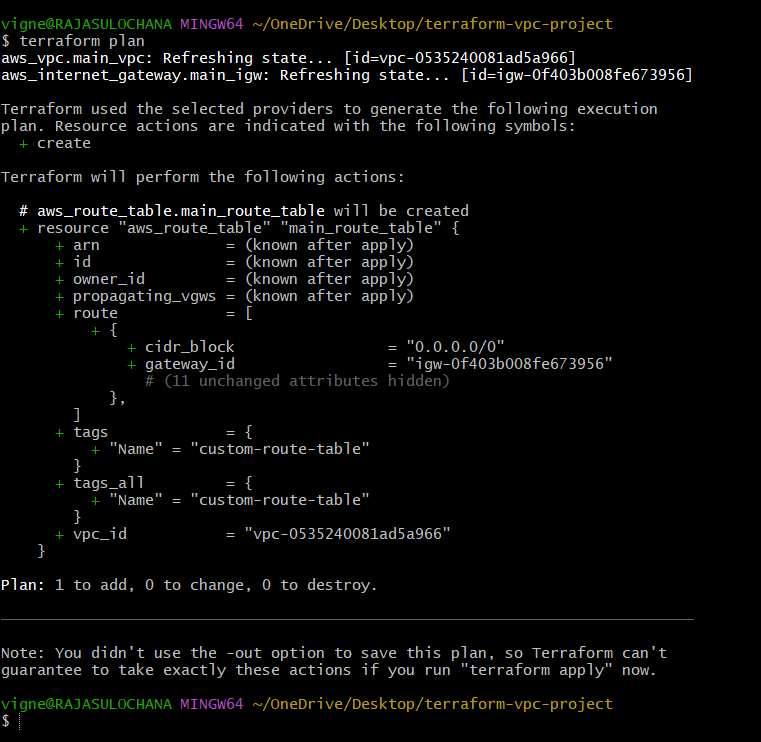 vigne@RAJASULOCHANA MINGW64 ~/OneDrive/Desktop/terraform-vpc-project
$ terraform plan
aws_vpc.main_vpc: Refreshing state... [id=vpc-0535240081ad5a966]
aws_internet_gateway.main_igw: Refreshing state... [id=igw-0f403b008fe673956]

Terraform used the selected providers to generate the following execution
plan. Resource actions are indicated with the following symbols:
  + create

Terraform will perform the following actions:

  # aws_route_table.main_route_table will be created
  + resource "aws_route_table" "main_route_table" {
      + arn              = (known after apply)
      + id               = (known after apply)
      + owner_id         = (known after apply)
      + propagating_vgws = (known after apply)
      + route            = [
          + {
              + cidr_block                 = "0.0.0.0/0"
              + gateway_id                 = "igw-0f403b008fe673956"
                # (11 unchanged attributes hidden)
            },
        ]
      + tags             = {
          + "Name" = "custom-route-table"
        }
      + tags_all         = {
          + "Name" = "custom-route-table"
        }
      + vpc_id           = "vpc-0535240081ad5a966"
    }

Plan: 1 to add, 0 to change, 0 to destroy.

Note: You didn't use the -out option to save this plan, so Terraform can't
guarantee to take exactly these actions if you run "terraform apply" now.

vigne@RAJASULOCHANA MINGW64 ~/OneDrive/Desktop/terraform-vpc-project
$